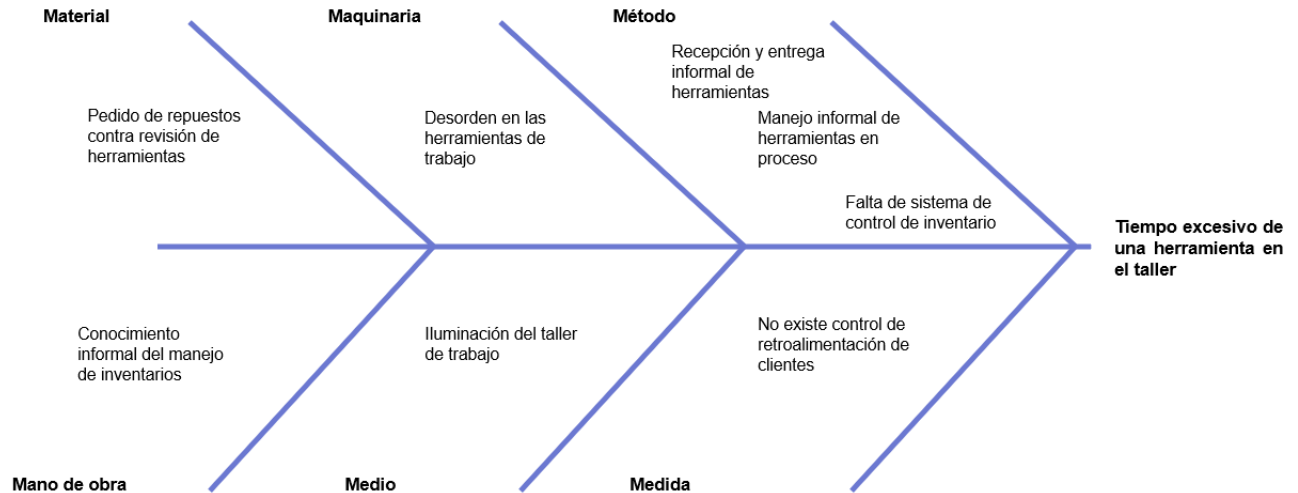 Material
Maquinaria
Método
Recepción y entrega
informal de
herramientas
Pedido de repuestos
contra revisión de
herramientas
Desorden en las
herramientas de
trabajo
Manejo informal de
herramientas en
proceso
Falta de sistema de
control de inventario
Tiempo excesivo de
una herramienta en
el taller
Conocimiento
informal del manejo
de inventarios
Iluminación del taller
de trabajo
No existe control de
retroalimentación de
clientes
Mano de obra
Medio
Medida